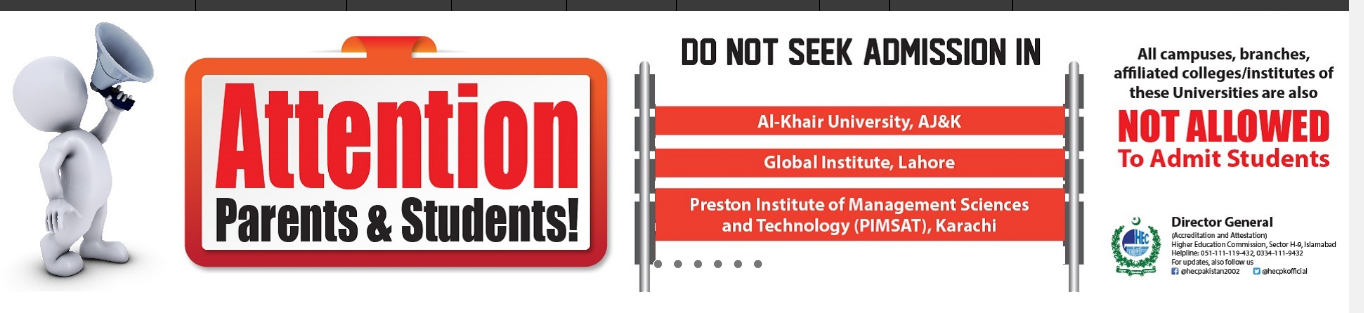 Attention
Parents & Students!
DO NOT SEEK ADMISSION IN
Al-Khair University, AJ&K
Global Institute, Lahore
Preston Institute of Management Sciences
and Technology (PIMSAT), Karachi
All campuses, branches,
affiliated colleges/institutes of
these Universities are also
NOT ALLOWED
To Admit Students
HEC
Director General
(Accreditation and Attestation)
Higher Education Commission, Sector H-9, Islamabad
Helpline: 051-111-119-432, 0334-111-9432
For updates, also follow us
@hecpakistan2002 @hecpkofficial